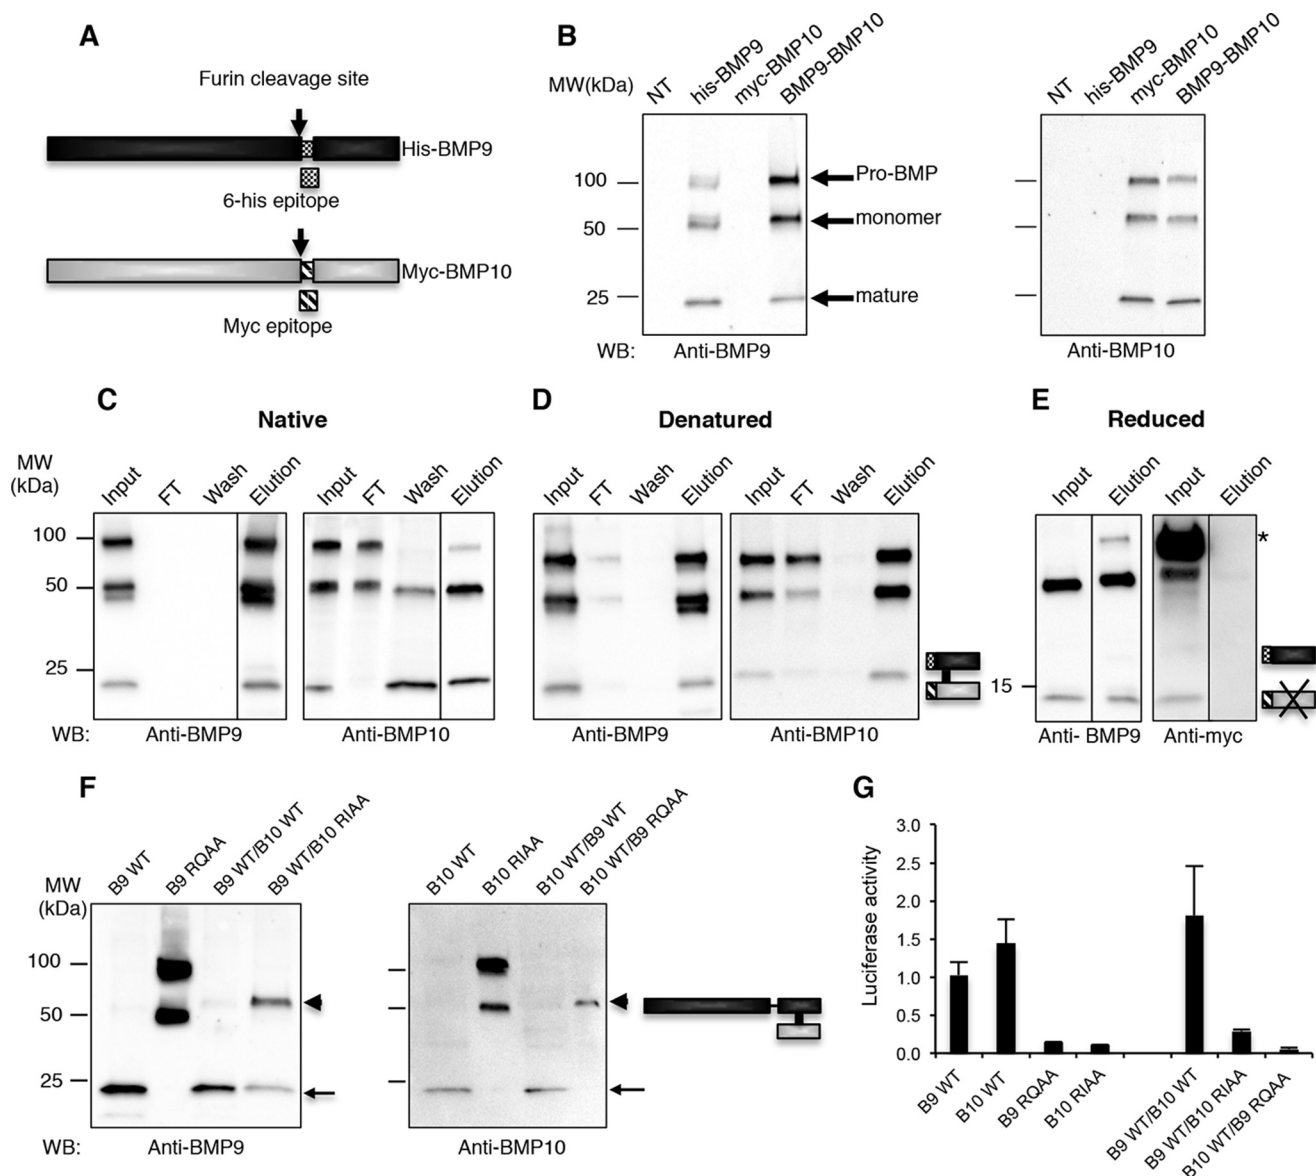 A
Furin cleavage site
His-BMP9
6-his epitope
Myc-BMP10
Myc epitope
B
MW(kDa)
NT
his-BMP9
myc-BMP10
BMP9-BMP10
NT
his-BMP9
myc-BMP10
BMP9-BMP10
100
50
25
Pro-BMP
monomer
mature
WB:
Anti-BMP9
Anti-BMP10
C
Native
MW
(kDa)
Input
FT
Wash
Elution
Input
FT
Wash
Elution
100
50
25
WB:
Anti-BMP9
Anti-BMP10
D
Denatured
Input
FT
Wash
Elution
Input
FT
Wash
Elution
Anti-BMP9
Anti-BMP10
E
Reduced
Input
Elution
Input
Elution
*
15
Anti- BMP9
Anti-myc
F
MW
(kDa)
B9 WT
B9 RQAA
B9 WT/B10 WT
B9 WT/B10 RIAA
B10 WT
B10 RIAA
B10 WT/B9 WT
B10 WT/B9 RQAA
100
50
25
WB:
Anti-BMP9
Anti-BMP10
G
Luciferase activity
3.0
2.5
2.0
1.5
1.0
0.5
0.0
B9 WT
B10 WT
B9 RQAA
B10 RIAA
B9 WT/B10 WT
B9 WT/B10 RIAA
B10 WT/B9 RQAA